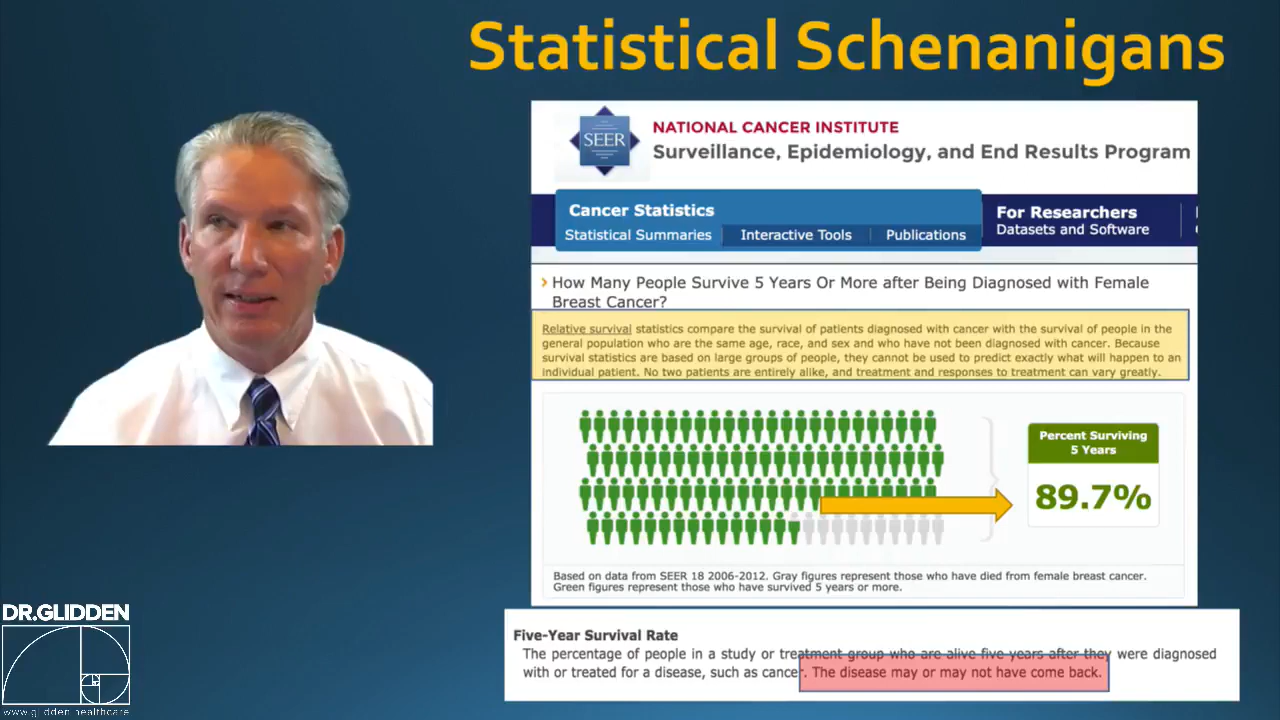 Statistical Schenanigans
SEER
NATIONAL CANCER INSTITUTE
Surveillance, Epidemiology, and End Results Program
Cancer Statistics
Statistical Summaries
Interactive Tools
Publications
For Researchers
Datasets and Software
How Many People Survive 5 Years Or More after Being Diagnosed with Female
Breast Cancer?
Relative survival statistics compare the survival of patients diagnosed with cancer with the survival of people in the
general population who are the same age, race, and sex and who have not been diagnosed with cancer. Because
survival statistics are based on large groups of people, they cannot be used to predict exactly what will happen to an
individual patient. No two patients are entirely alike, and treatment and responses to treatment can vary greatly.
Percent Surviving
5 Years
89.7%
Based on data from SEER 18 2006-2012. Gray figures represent those who have died from female breast cancer.
Green figures represent those who have survived 5 years or more.
Five-Year Survival Rate
The percentage of people in a study or treatment group who are alive five years after they were diagnosed
with or treated for a disease, such as cancer. The disease may or may not have come back.
DR.GLIDDEN
www.glidden.healthcare